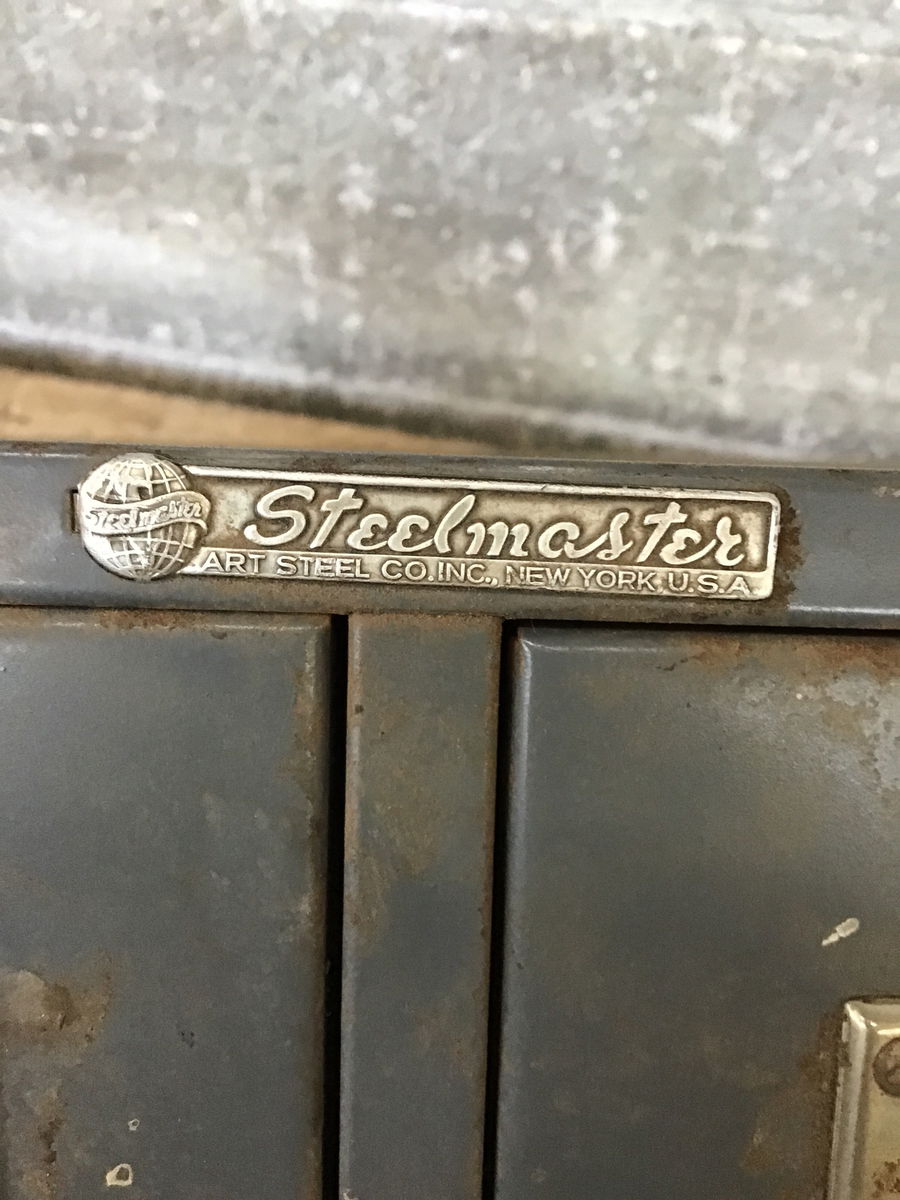 Steelmaster
Steelmaster
ART STEEL CO. INC., NEW YORK, U.S.A.